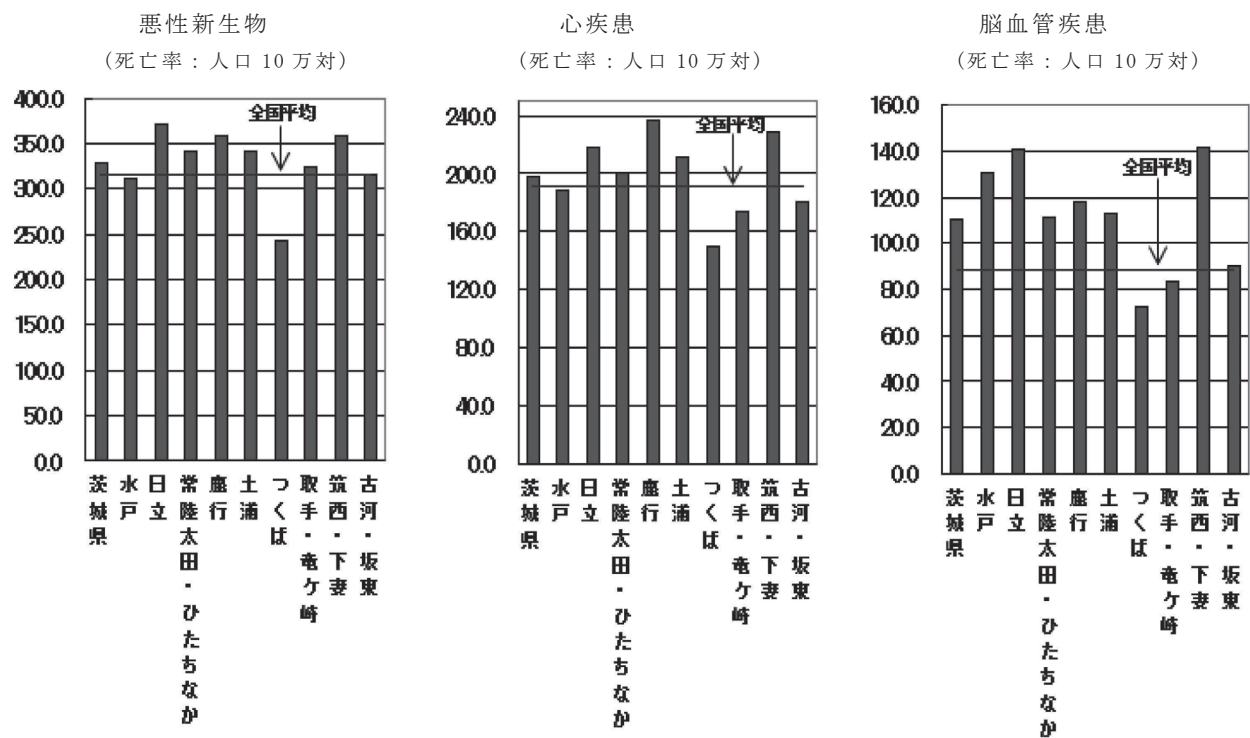 悪性新生物
(死亡率：人口10万対)
400.0
350.0
300.0
250.0
200.0
150.0
100.0
50.0
0.0
全国平均
茨城県
水戸
日立
常陸太田・ひたちなか
鹿行
土浦
つくば
取手・竜ケ崎
筑西・下妻
古河・坂東
心疾患
(死亡率：人口10万対)
240.0
200.0
160.0
120.0
80.0
40.0
0.0
全国平均
茨城県
水戸
日立
常陸太田・ひたちなか
鹿行
土浦
つくば
取手・竜ケ崎
筑西・下妻
古河・坂東
脳血管疾患
(死亡率：人口10万対)
160.0
140.0
120.0
100.0
80.0
60.0
40.0
20.0
0.0
全国平均
茨城県
水戸
日立
常陸太田・ひたちなか
鹿行
土浦
つくば
取手・竜ケ崎
筑西・下妻
古河・坂東